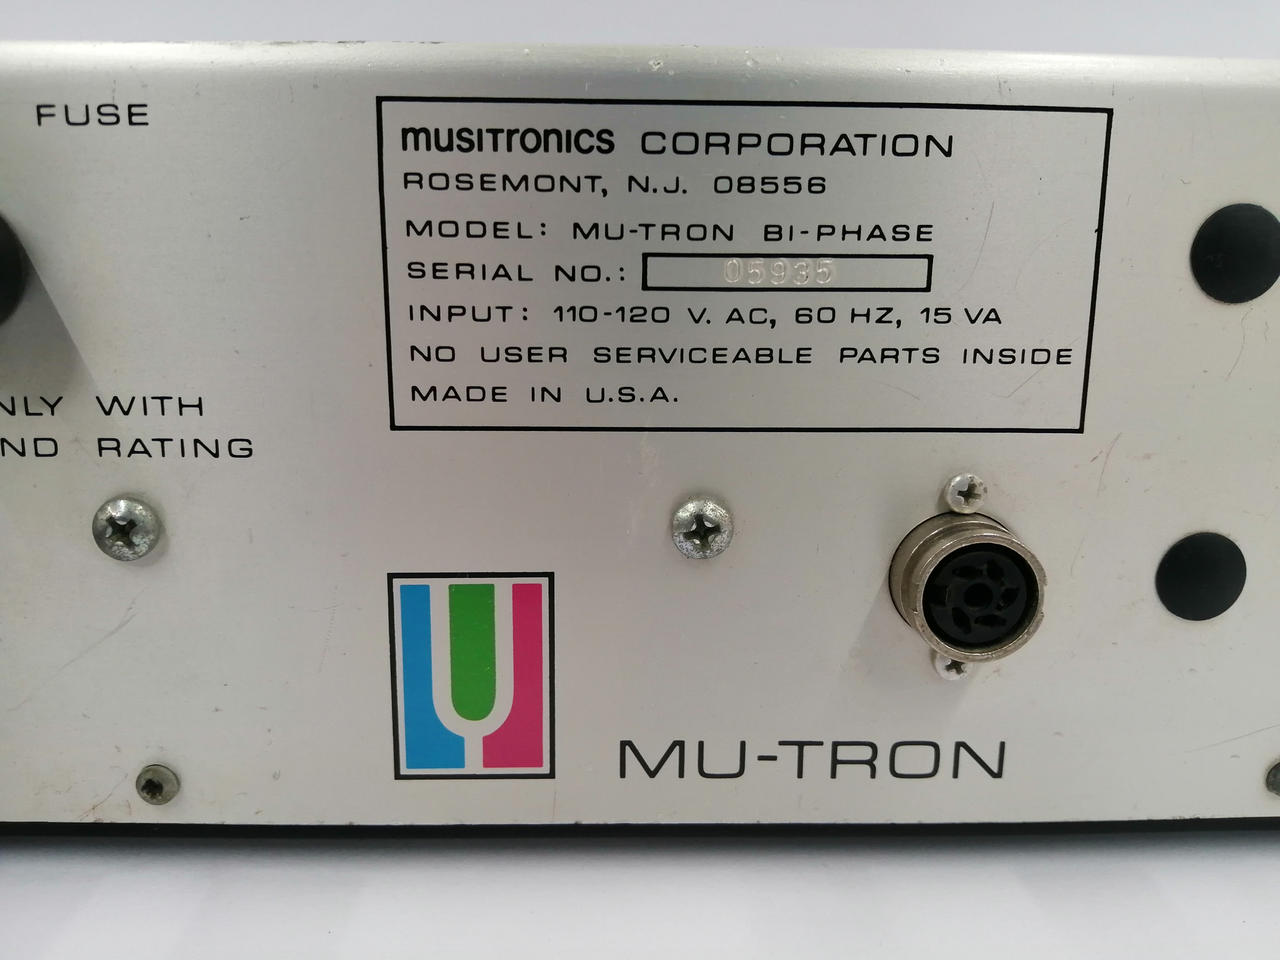 FUSE
musitronics CORPORATION
ROSEMONT, N.J. 08556
MODEL: MU-TRON BI-PHASE
SERIAL NO.: 05935
INPUT: 110-120 V. AC, 60 HZ, 15 VA
NO USER SERVICEABLE PARTS INSIDE
MADE IN U.S.A.
NLY WITH
ND RATING
MU-TRON